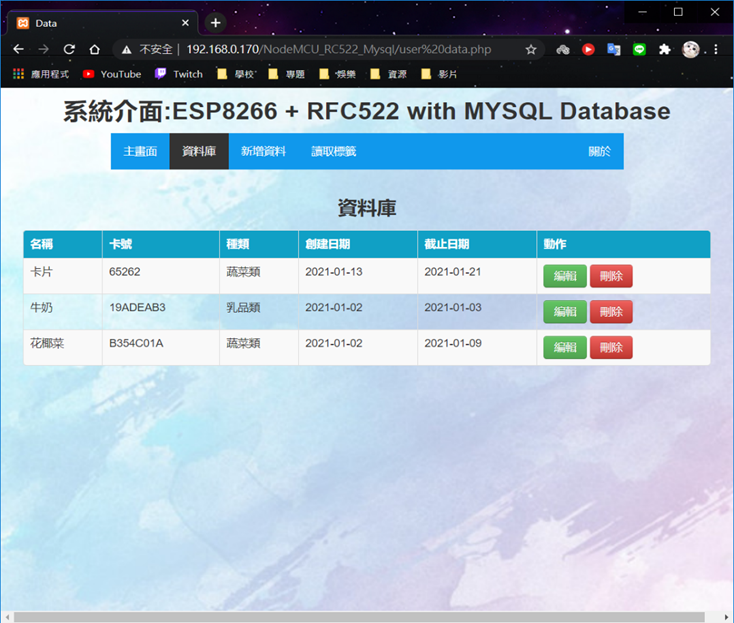 Data
不安全 | 192.168.0.170/NodeMCU_RC522_Mysql/user%20data.php
應用程式 YouTube Twitch 學校 專題 娛樂 資源 影片
系統介面:ESP8266 + RFC522 with MYSQL Database
主畫面 資料庫 新增資料 讀取標籤 關於
資料庫
名稱 卡號 種類 創建日期 截止日期 動作
卡片 65262 蔬菜類 2021-01-13 2021-01-21 編輯 刪除
牛奶 19ADEAB3 乳品類 2021-01-02 2021-01-03 編輯 刪除
花椰菜 B354C01A 蔬菜類 2021-01-02 2021-01-09 編輯 刪除